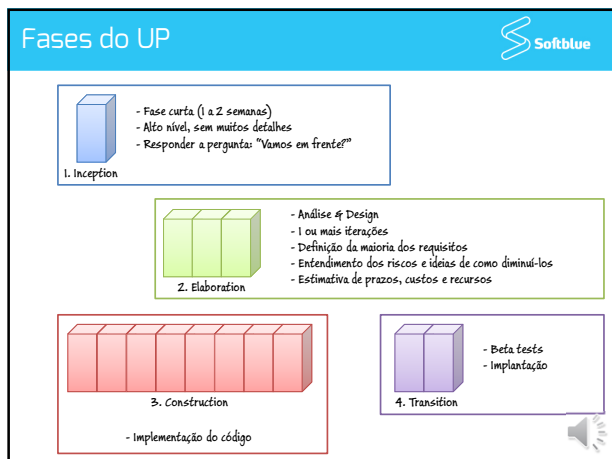 Fases do UP
Softblue
- Fase curta (1 a 2 semanas)
- Alto nível, sem muitos detalhes
- Responder a pergunta: “Vamos em frente?”
1. Inception
- Análise & Design
- 1 ou mais iterações
- Definição da maioria dos requisitos
- Entendimento dos riscos e ideias de como diminuí-los
- Estimativa de prazos, custos e recursos
2. Elaboration
3. Construction
- Implementação do código
- Beta tests
- Implantação
4. Transition